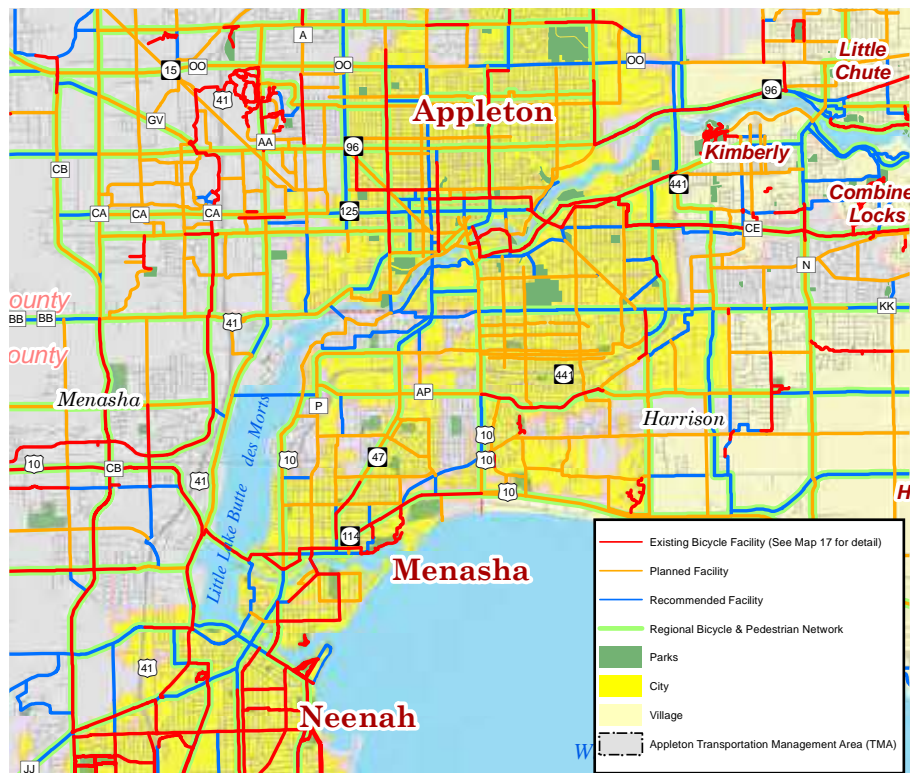 A
OO
OO
OO
15
41
96
Little
Chute
Appleton
GV
AA
96
Kimberly
CB
441
Combine
Locks
CA
CA
CA
125
CE
N
ounty
BB
BB
41
KK
ounty
441
Menasha
P
AP
Harrison
Little Lake Butte des Morts
10
47
10
10
10
CB
41
10
H
114
Menasha
41
Neenah
W
JJ
Existing Bicycle Facility (See Map 17 for detail)
Planned Facility
Recommended Facility
Regional Bicycle & Pedestrian Network
Parks
City
Village
Appleton Transportation Management Area (TMA)